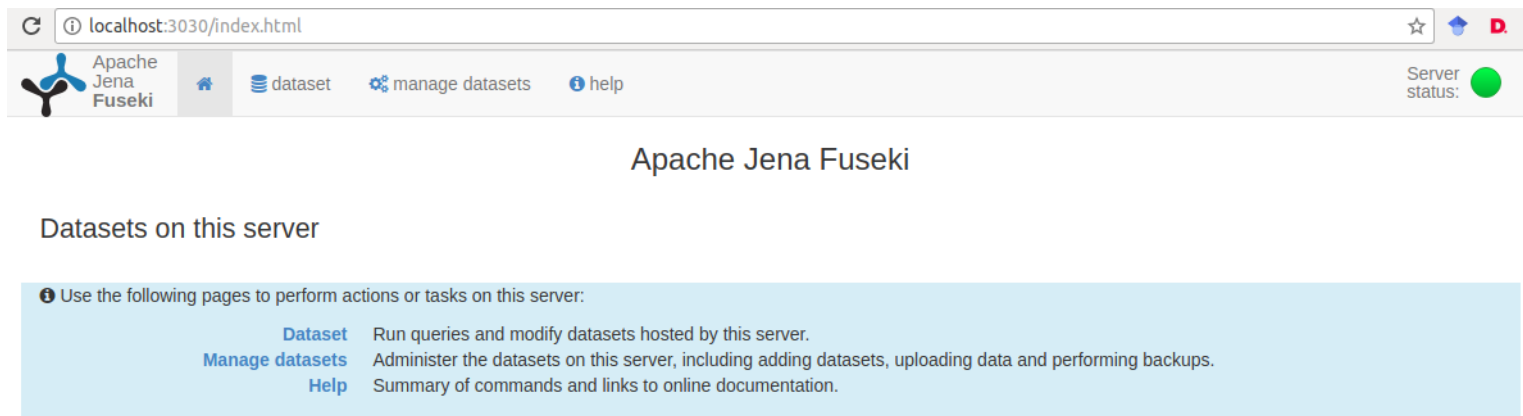 localhost:3030/index.html
D.
Apache
Jena
Fuseki
dataset
manage datasets
help
Server
status:
Apache Jena Fuseki
Datasets on this server
Use the following pages to perform actions or tasks on this server:
Dataset Run queries and modify datasets hosted by this server.
Manage datasets Administer the datasets on this server, including adding datasets, uploading data and performing backups.
Help Summary of commands and links to online documentation.